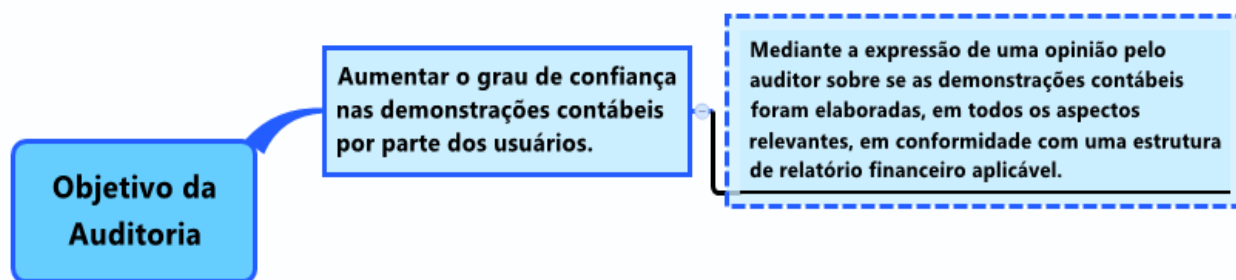 Objetivo da
Auditoria
Aumentar o grau de confiança
nas demonstrações contábeis
por parte dos usuários.
Mediante a expressão de uma opinião pelo
auditor sobre se as demonstrações contábeis
foram elaboradas, em todos os aspectos
relevantes, em conformidade com uma estrutura
de relatório financeiro aplicável.